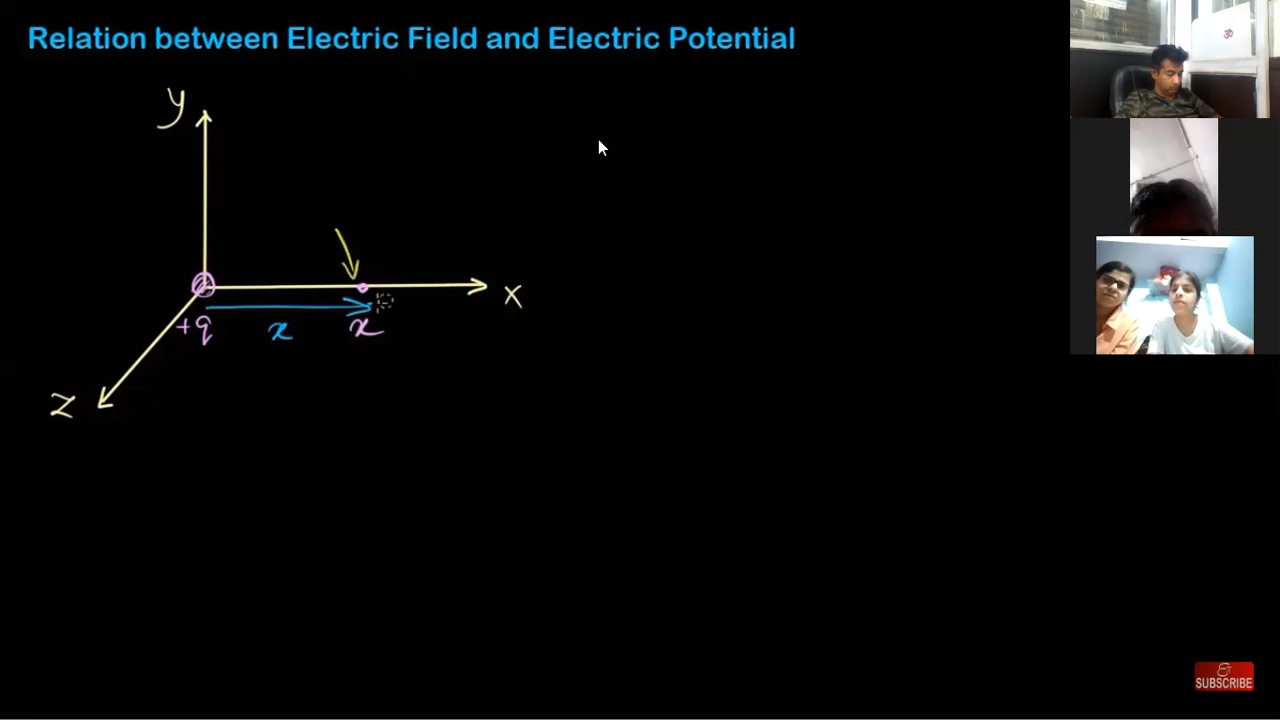 Relation between Electric Field and Electric Potential
y
x
+q
x
x
z
SUBSCRIBE
ॐ